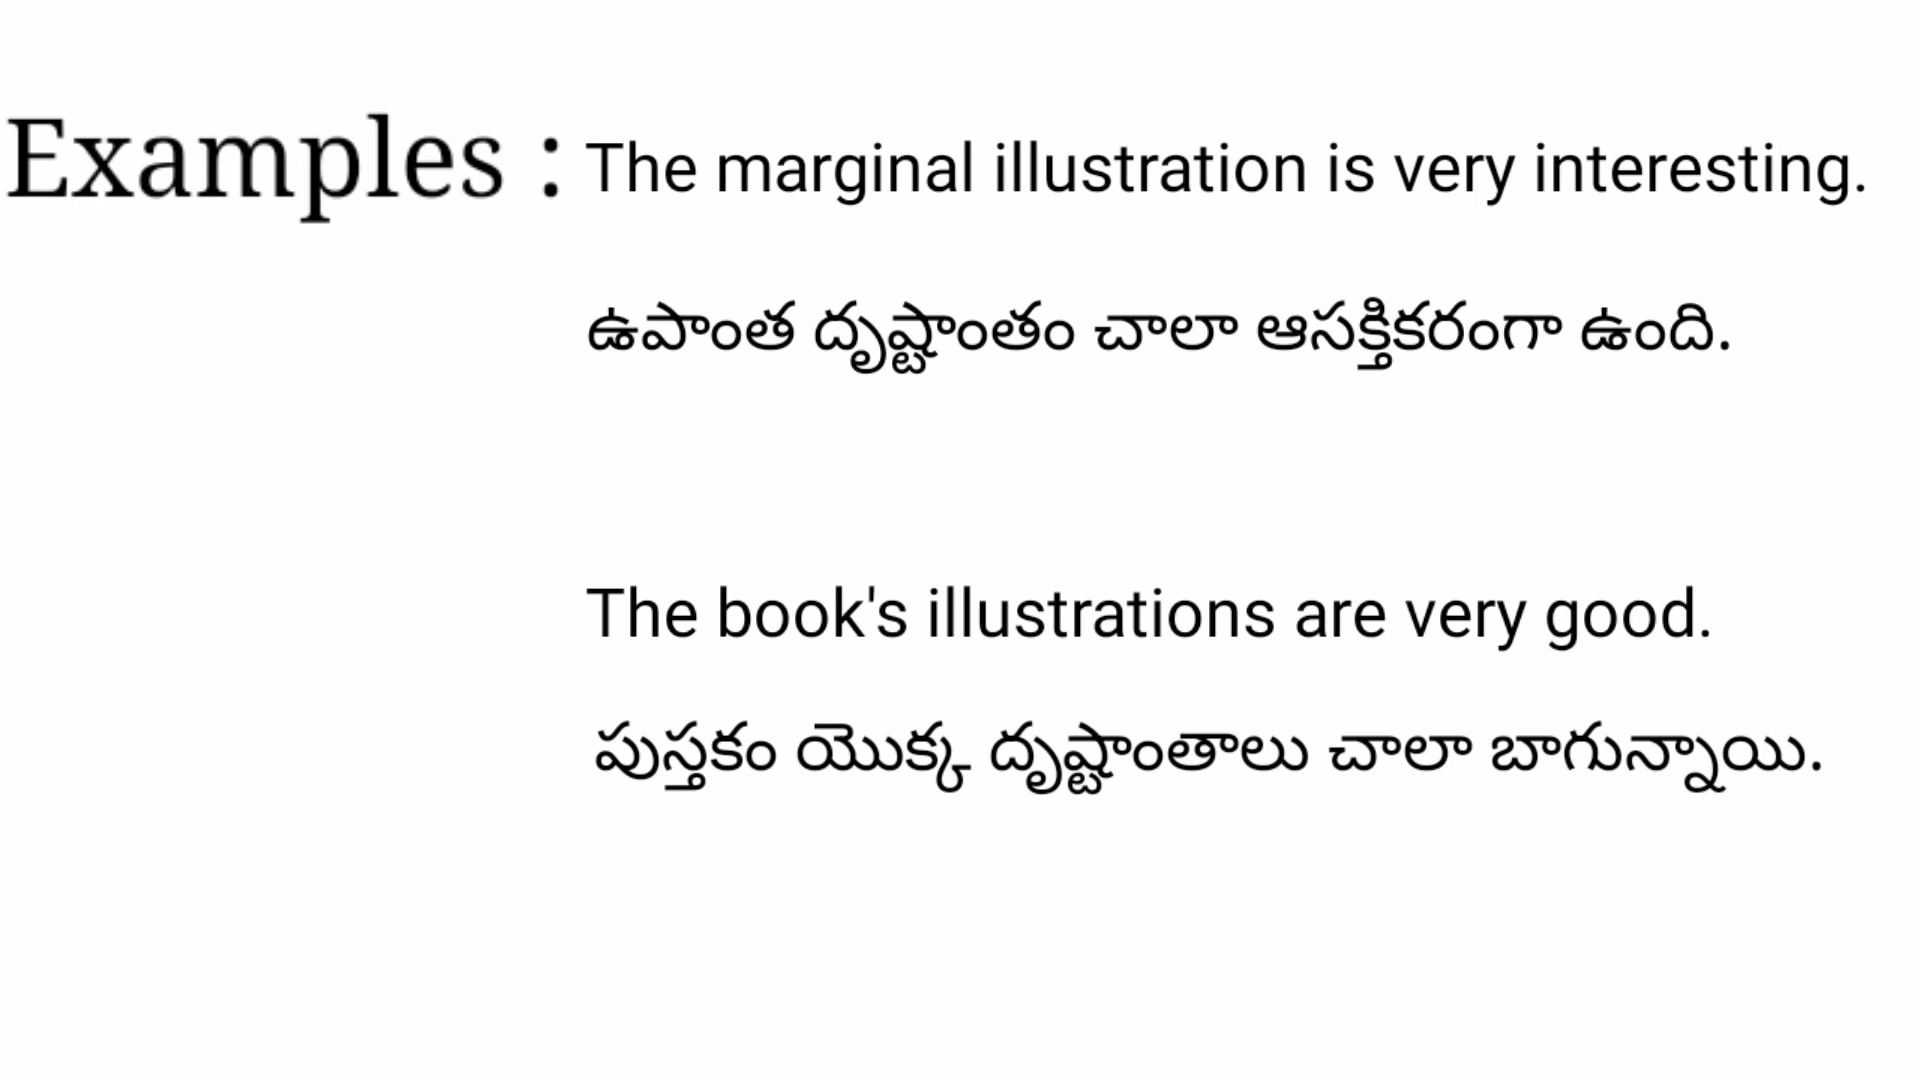 Examples : The marginal illustration is very interesting.
ఉపాంత దృష్టాంతం చాలా ఆసక్తికరంగా ఉంది.
The book's illustrations are very good.
పుస్తకం యొక్క దృష్టాంతాలు చాలా బాగున్నాయి.